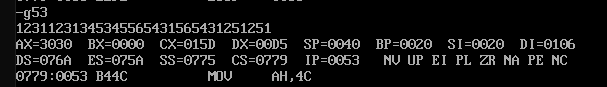 -g53
12311231345345565431565431251251
AX=3030 BX=0000 CX=015D DX=00D5 SP=0040 BP=0020 SI=0020 DI=0106
DS=076A ES=075A SS=0775 CS=0779 IP=0053 NV UP EI PL ZR NA PE NC
0779:0053 B44C MOV AH,4C